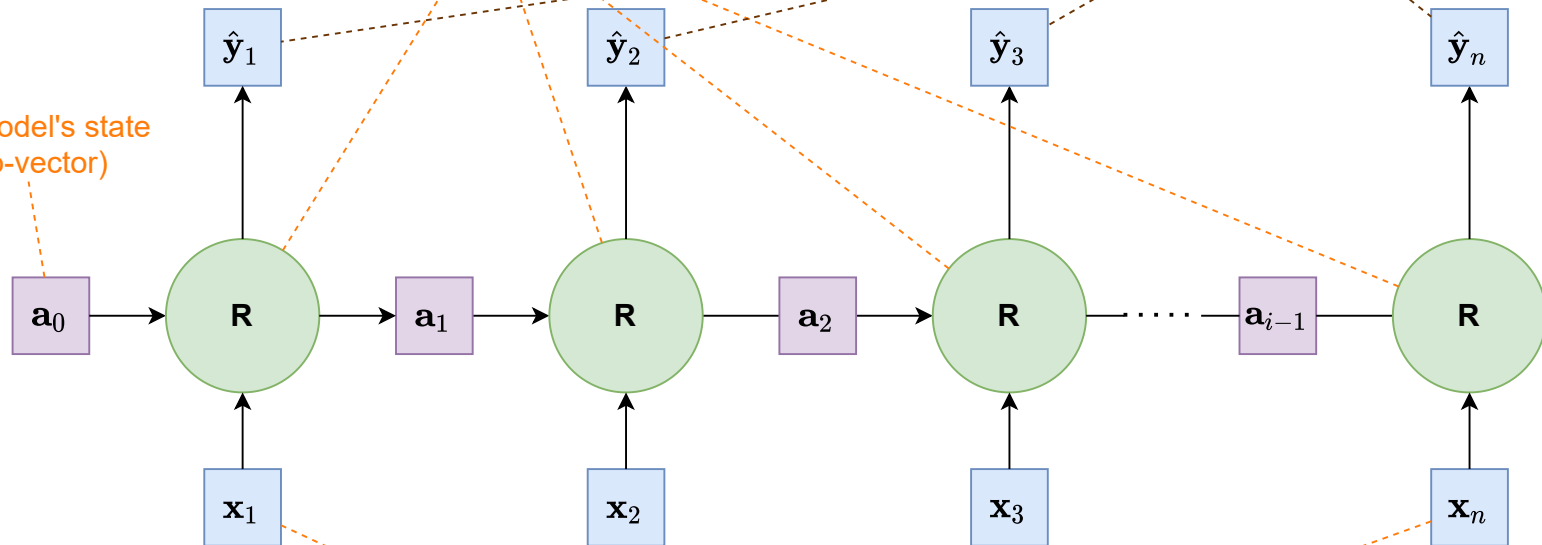 ŷ₁ ŷ₂ ŷ₃ ŷₙ
odel's state
o-vector)
a₀ R a₁ R a₂ R ····· aᵢ₋₁ R
x₁ x₂ x₃ xₙ